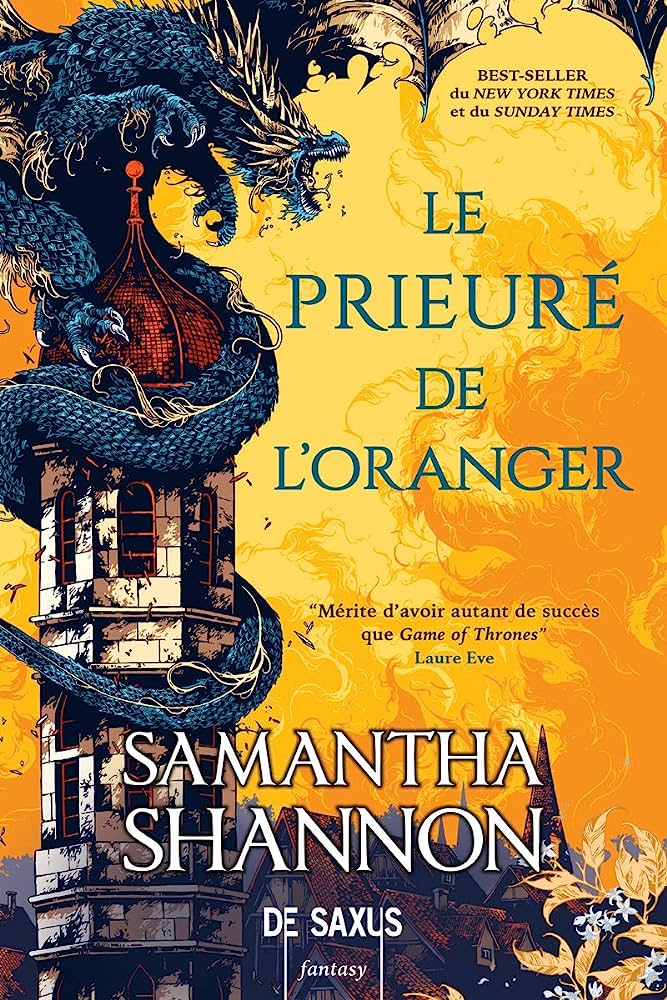 BEST-SELLER
du NEW YORK TIMES
et du SUNDAY TIMES
LE
PRIEURÉ
DE
L'ORANGER
“Mérite d'avoir autant de succès
que Game of Thrones”
Laure Eve
SAMANTHA
SHANNON
DE SAXUS
fantasy